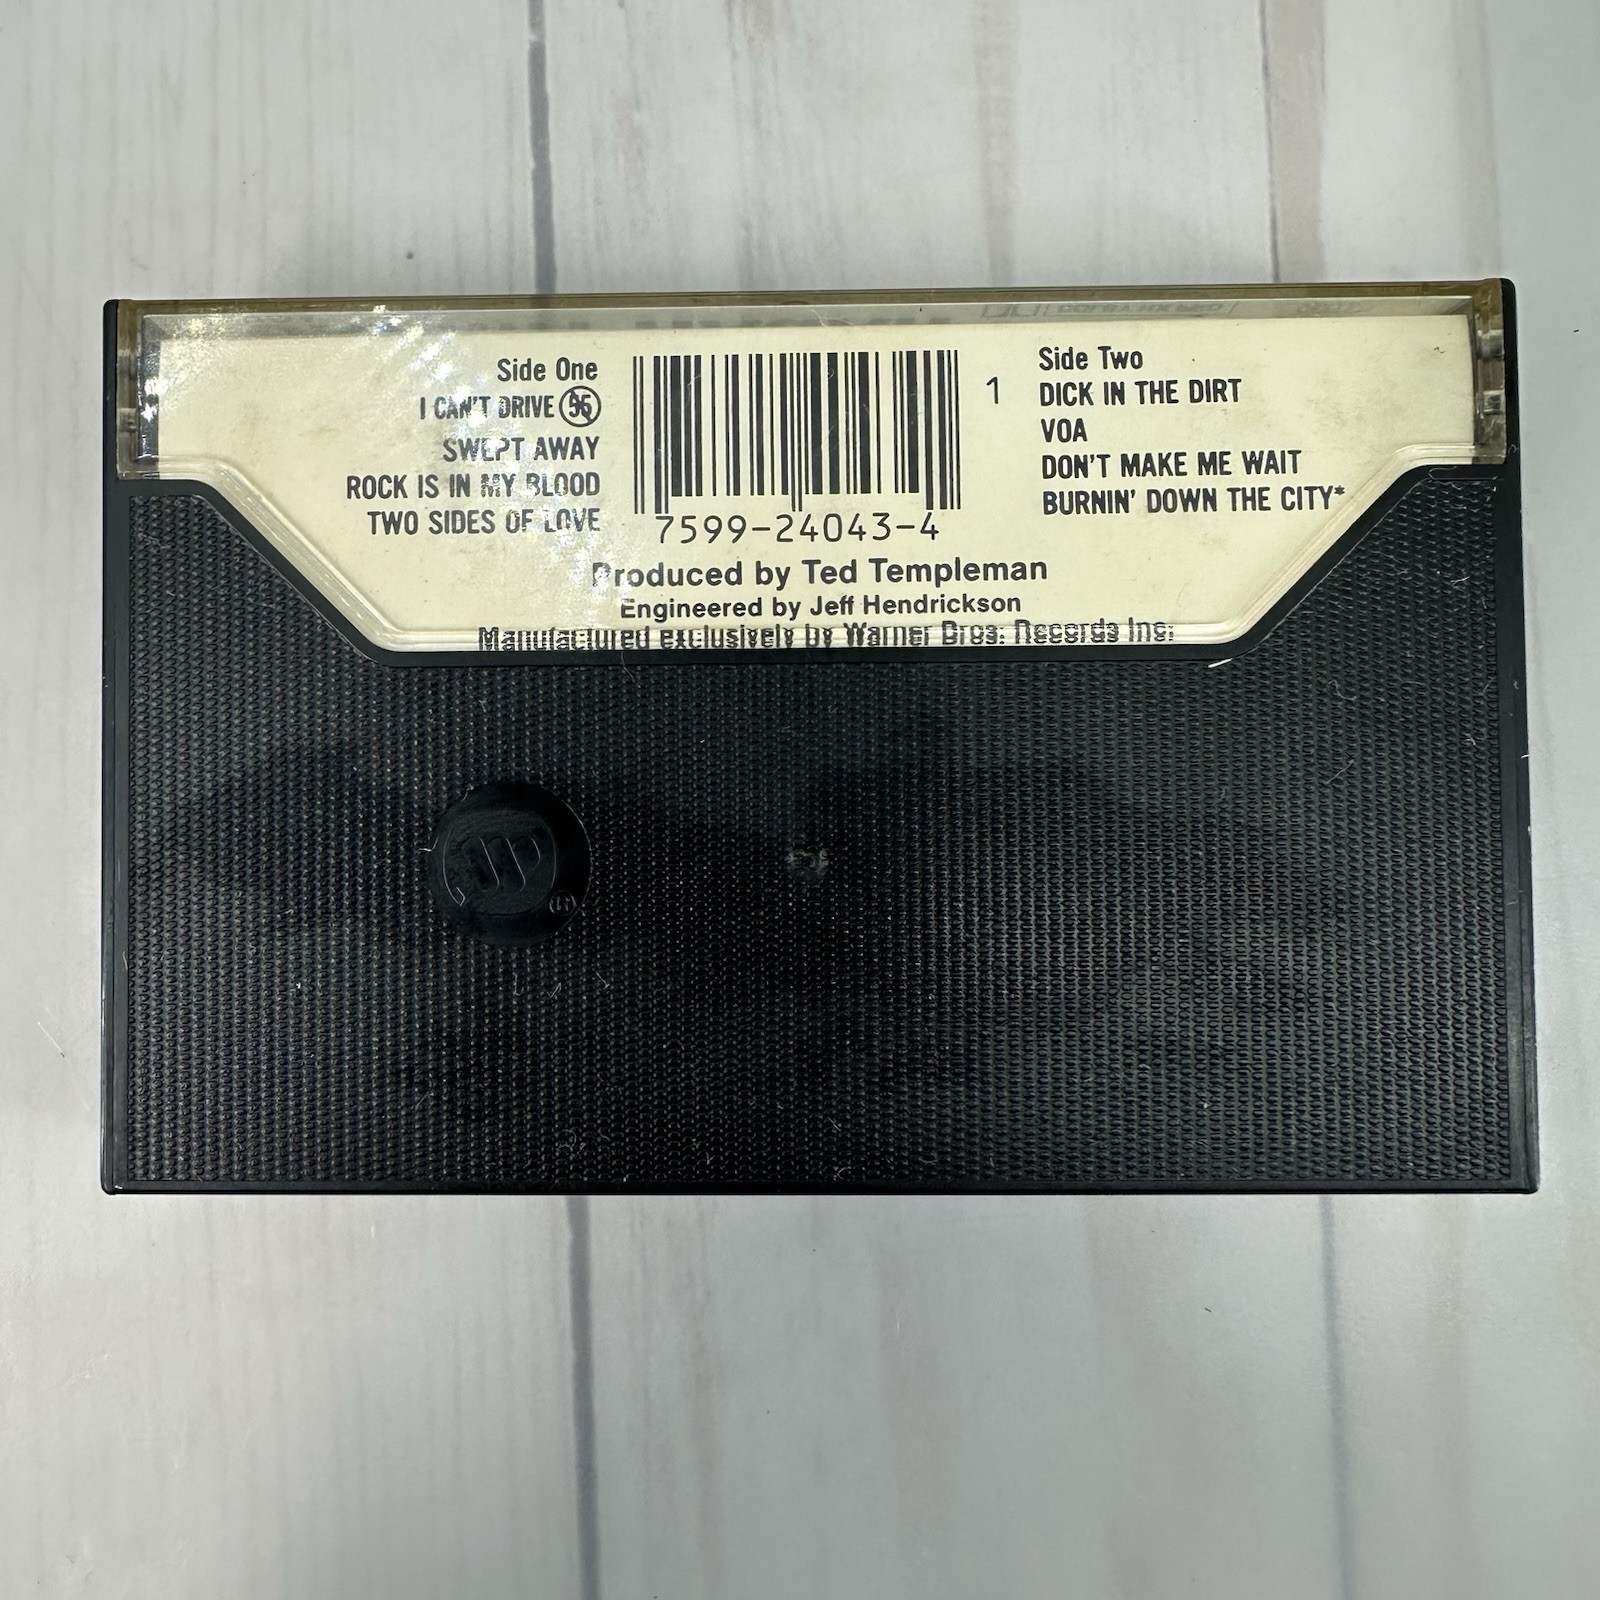 Side One
I CAN'T DRIVE 55
SWEPT AWAY
ROCK IS IN MY BLOOD
TWO SIDES OF LOVE
7599-24043-4
1
Side Two
DICK IN THE DIRT
VOA
DON'T MAKE ME WAIT
BURNIN' DOWN THE CITY*
Produced by Ted Templeman
Engineered by Jeff Hendrickson
Manufactured exclusively by Warner Bros. Records Inc.
®